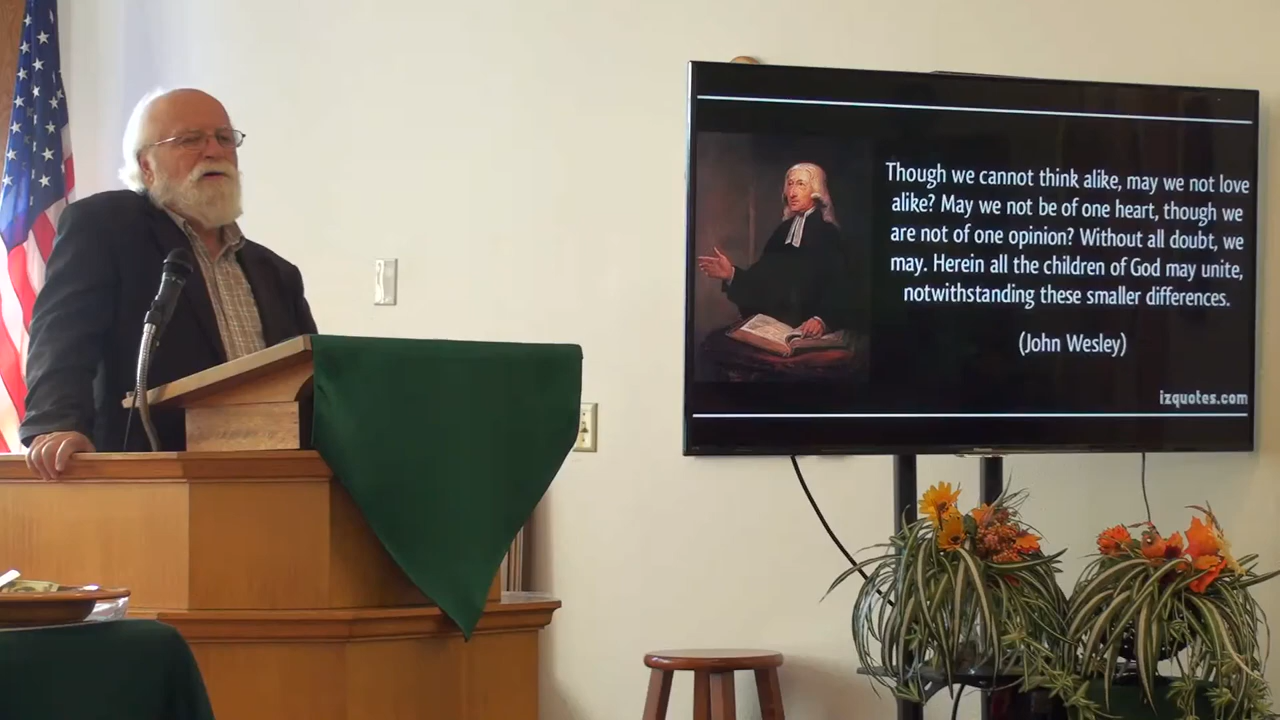 Though we cannot think alike, may we not love
alike? May we not be of one heart, though we
are not of one opinion? Without all doubt, we
may. Herein all the children of God may unite,
notwithstanding these smaller differences.
(John Wesley)
izquotes.com